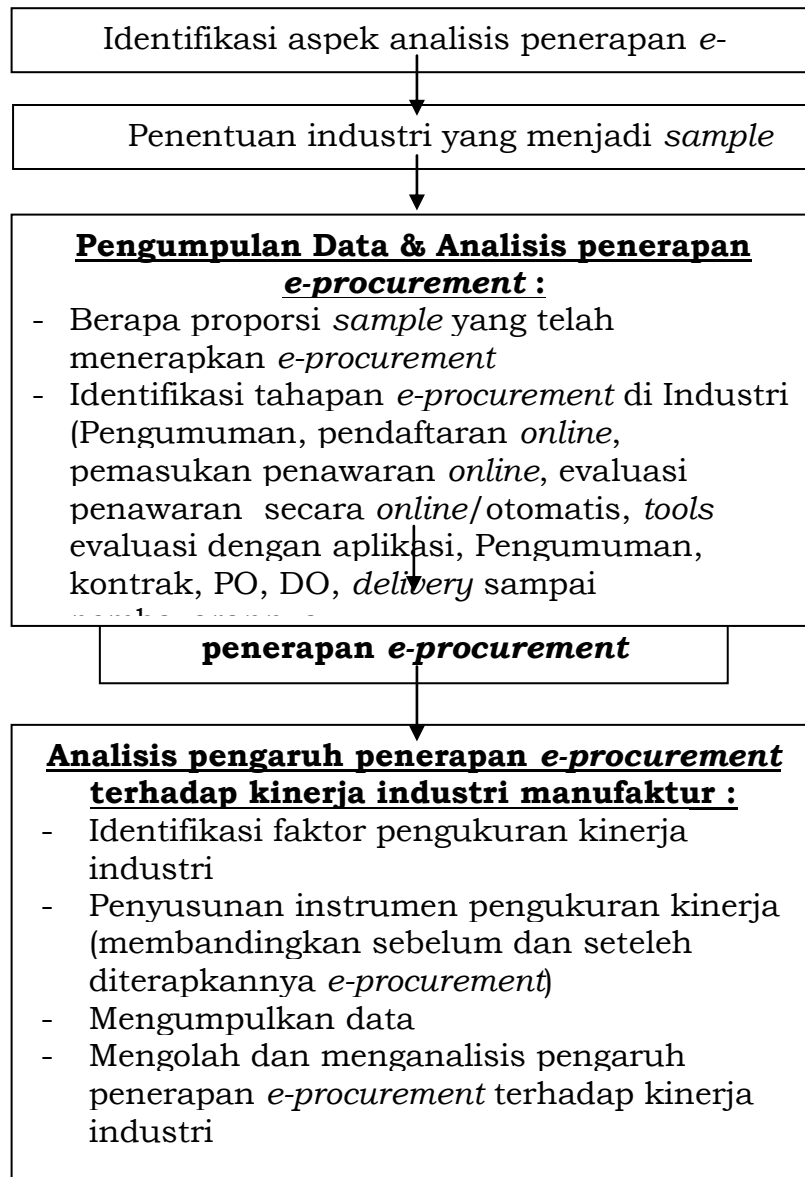 Identifikasi aspek analisis penerapan e-
Penentuan industri yang menjadi sample
Pengumpulan Data & Analisis penerapan
e-procurement :
- Berapa proporsi sample yang telah
menerapkan e-procurement
- Identifikasi tahapan e-procurement di Industri
(Pengumuman, pendaftaran online,
pemasukan penawaran online, evaluasi
penawaran secara online/otomatis, tools
evaluasi dengan aplikasi, Pengumuman,
kontrak, PO, DO, delivery sampai
penerapan e-procurement
Analisis pengaruh penerapan e-procurement
terhadap kinerja industri manufaktur :
- Identifikasi faktor pengukuran kinerja
industri
- Penyusunan instrumen pengukuran kinerja
(membandingkan sebelum dan seteleh
diterapkannya e-procurement)
- Mengumpulkan data
- Mengolah dan menganalisis pengaruh
penerapan e-procurement terhadap kinerja
industri